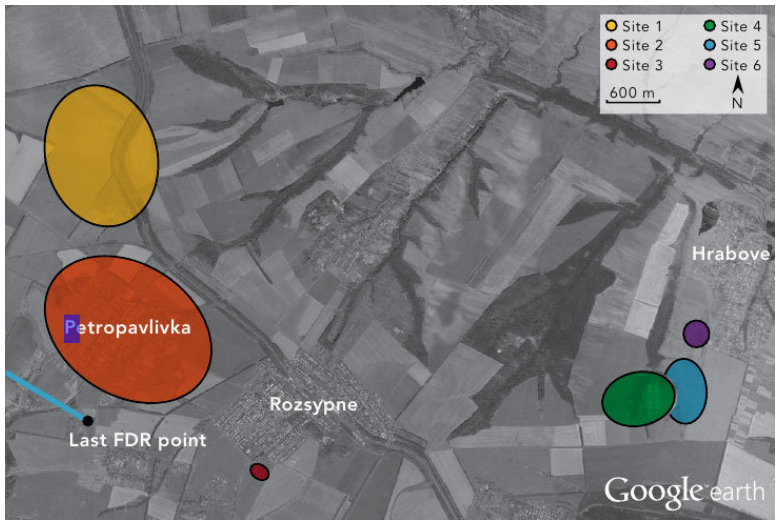 Site 1
Site 2
Site 3
Site 4
Site 5
Site 6
600 m
N
Hrabove
Petropavlivka
Rozsypne
Last FDR point
Google earth